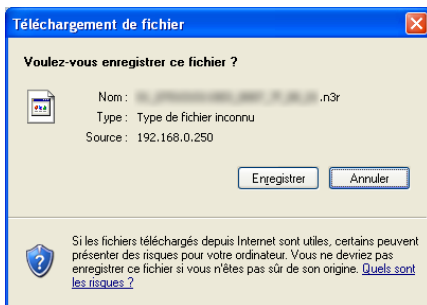 Téléchargement de fichier
Voulez-vous enregistrer ce fichier ?
Nom : .n3r
Type : Type de fichier inconnu
Source : 192.168.0.250
Enregistrer Annuler
Si les fichiers téléchargés depuis Internet sont utiles, certains peuvent
présenter des risques pour votre ordinateur. Vous ne devriez pas
enregistrer ce fichier si vous n'êtes pas sûr de son origine. Quels sont
les risques ?